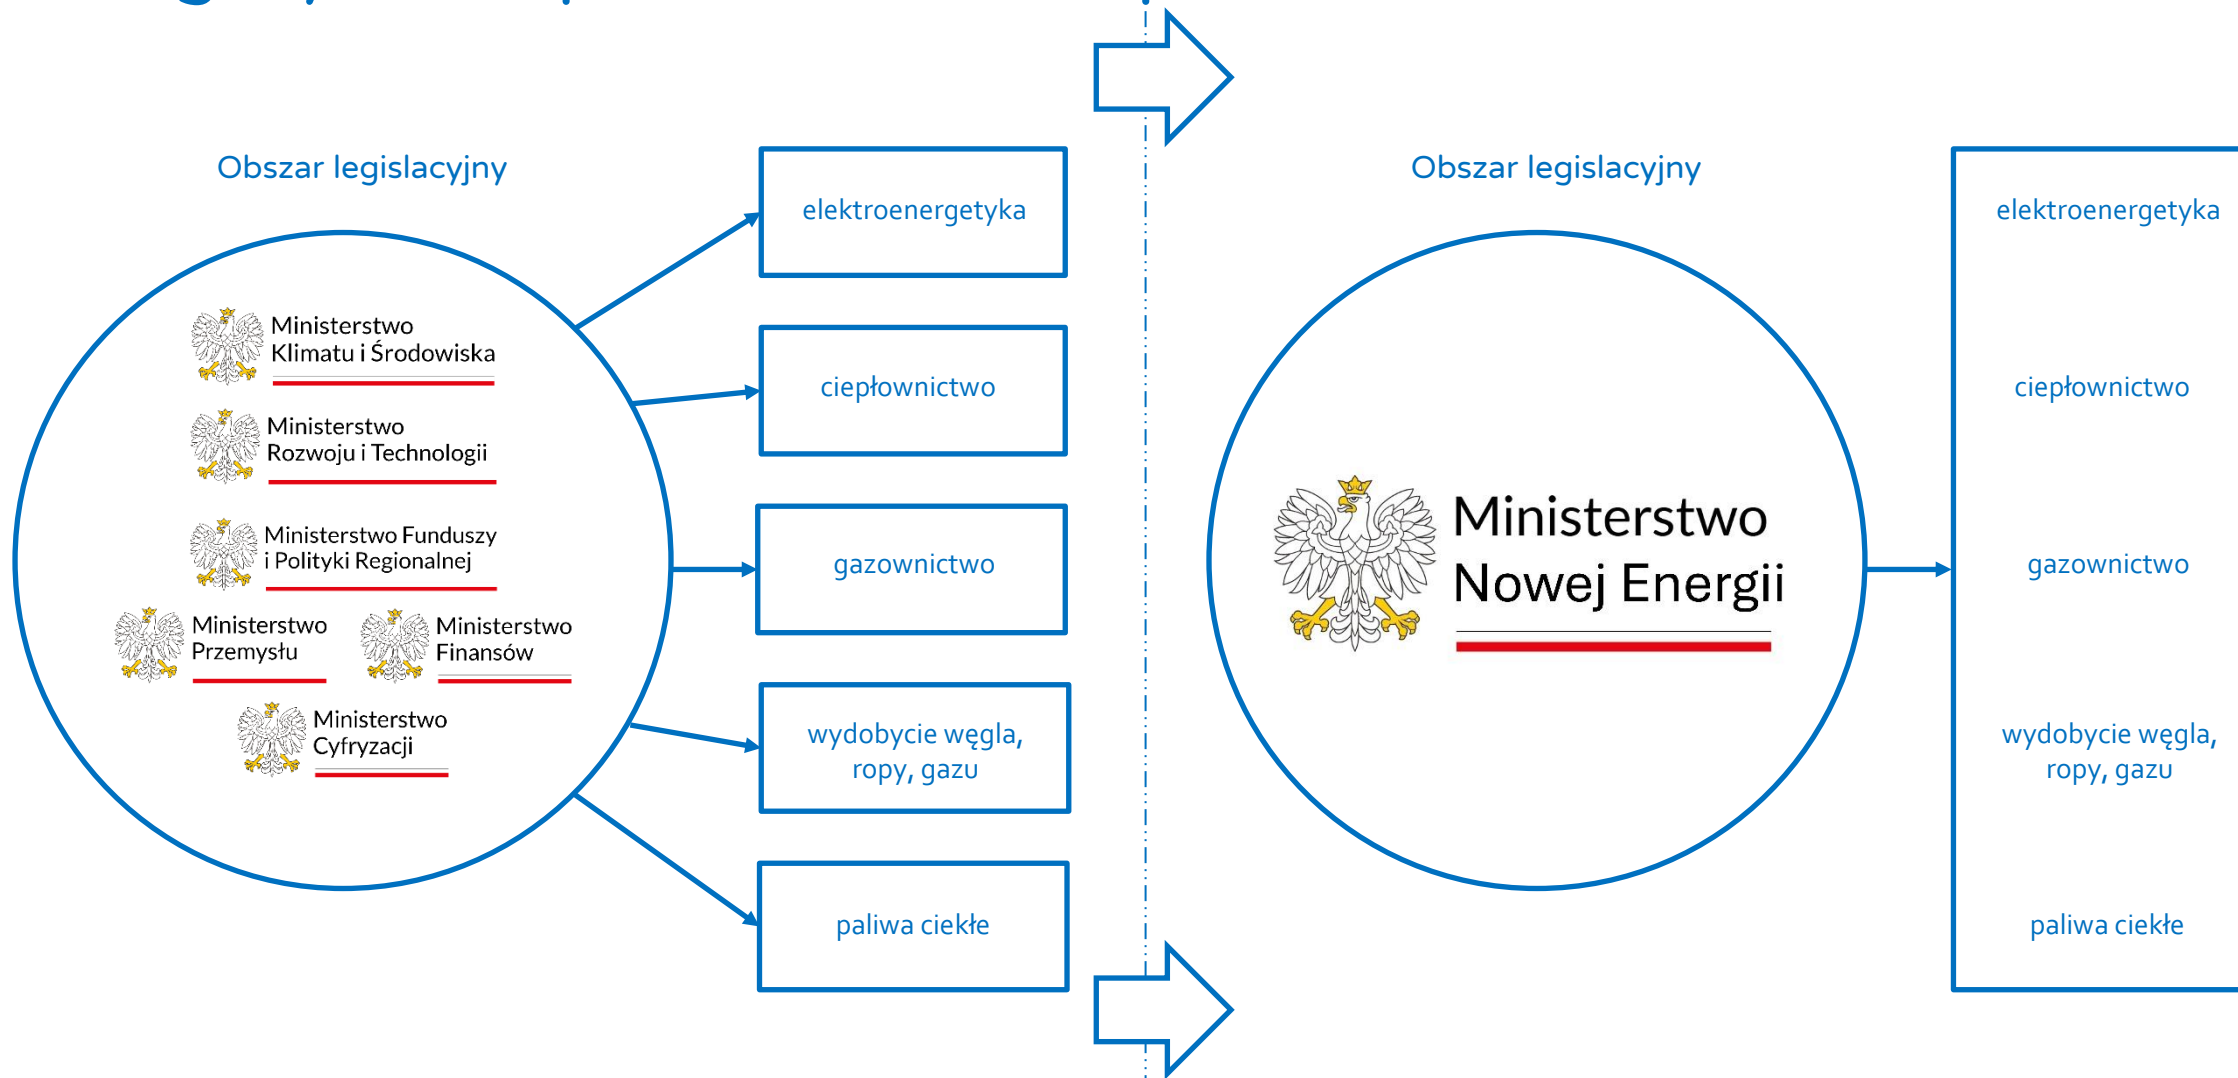 Obszar legislacyjny
Ministerstwo
Klimatu i Środowiska
Ministerstwo
Rozwoju i Technologii
Ministerstwo Funduszy
i Polityki Regionalnej
Ministerstwo
Przemysłu
Ministerstwo
Finansów
Ministerstwo
Cyfryzacji
elektroenergetyka
ciepłownictwo
gazownictwo
wydobycie węgla,
ropy, gazu
paliwa ciekłe
Obszar legislacyjny
Ministerstwo
Nowej Energii
elektroenergetyka
ciepłownictwo
gazownictwo
wydobycie węgla,
ropy, gazu
paliwa ciekłe